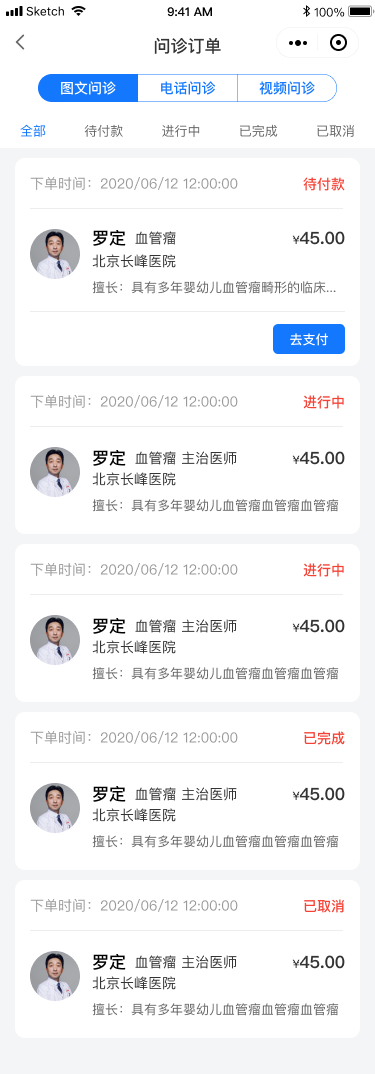 Sketch 9:41 AM 100%
问诊订单
图文问诊 电话问诊 视频问诊
全部 待付款 进行中 已完成 已取消
下单时间：2020/06/12 12:00:00 待付款
罗定 血管瘤 ¥45.00
北京长峰医院
擅长：具有多年婴幼儿血管瘤畸形的临床...
去支付
下单时间：2020/06/12 12:00:00 进行中
罗定 血管瘤 主治医师 ¥45.00
北京长峰医院
擅长：具有多年婴幼儿血管瘤血管瘤血管瘤
下单时间：2020/06/12 12:00:00 进行中
罗定 血管瘤 主治医师 ¥45.00
北京长峰医院
擅长：具有多年婴幼儿血管瘤血管瘤血管瘤
下单时间：2020/06/12 12:00:00 已完成
罗定 血管瘤 主治医师 ¥45.00
北京长峰医院
擅长：具有多年婴幼儿血管瘤血管瘤血管瘤
下单时间：2020/06/12 12:00:00 已取消
罗定 血管瘤 主治医师 ¥45.00
北京长峰医院
擅长：具有多年婴幼儿血管瘤血管瘤血管瘤